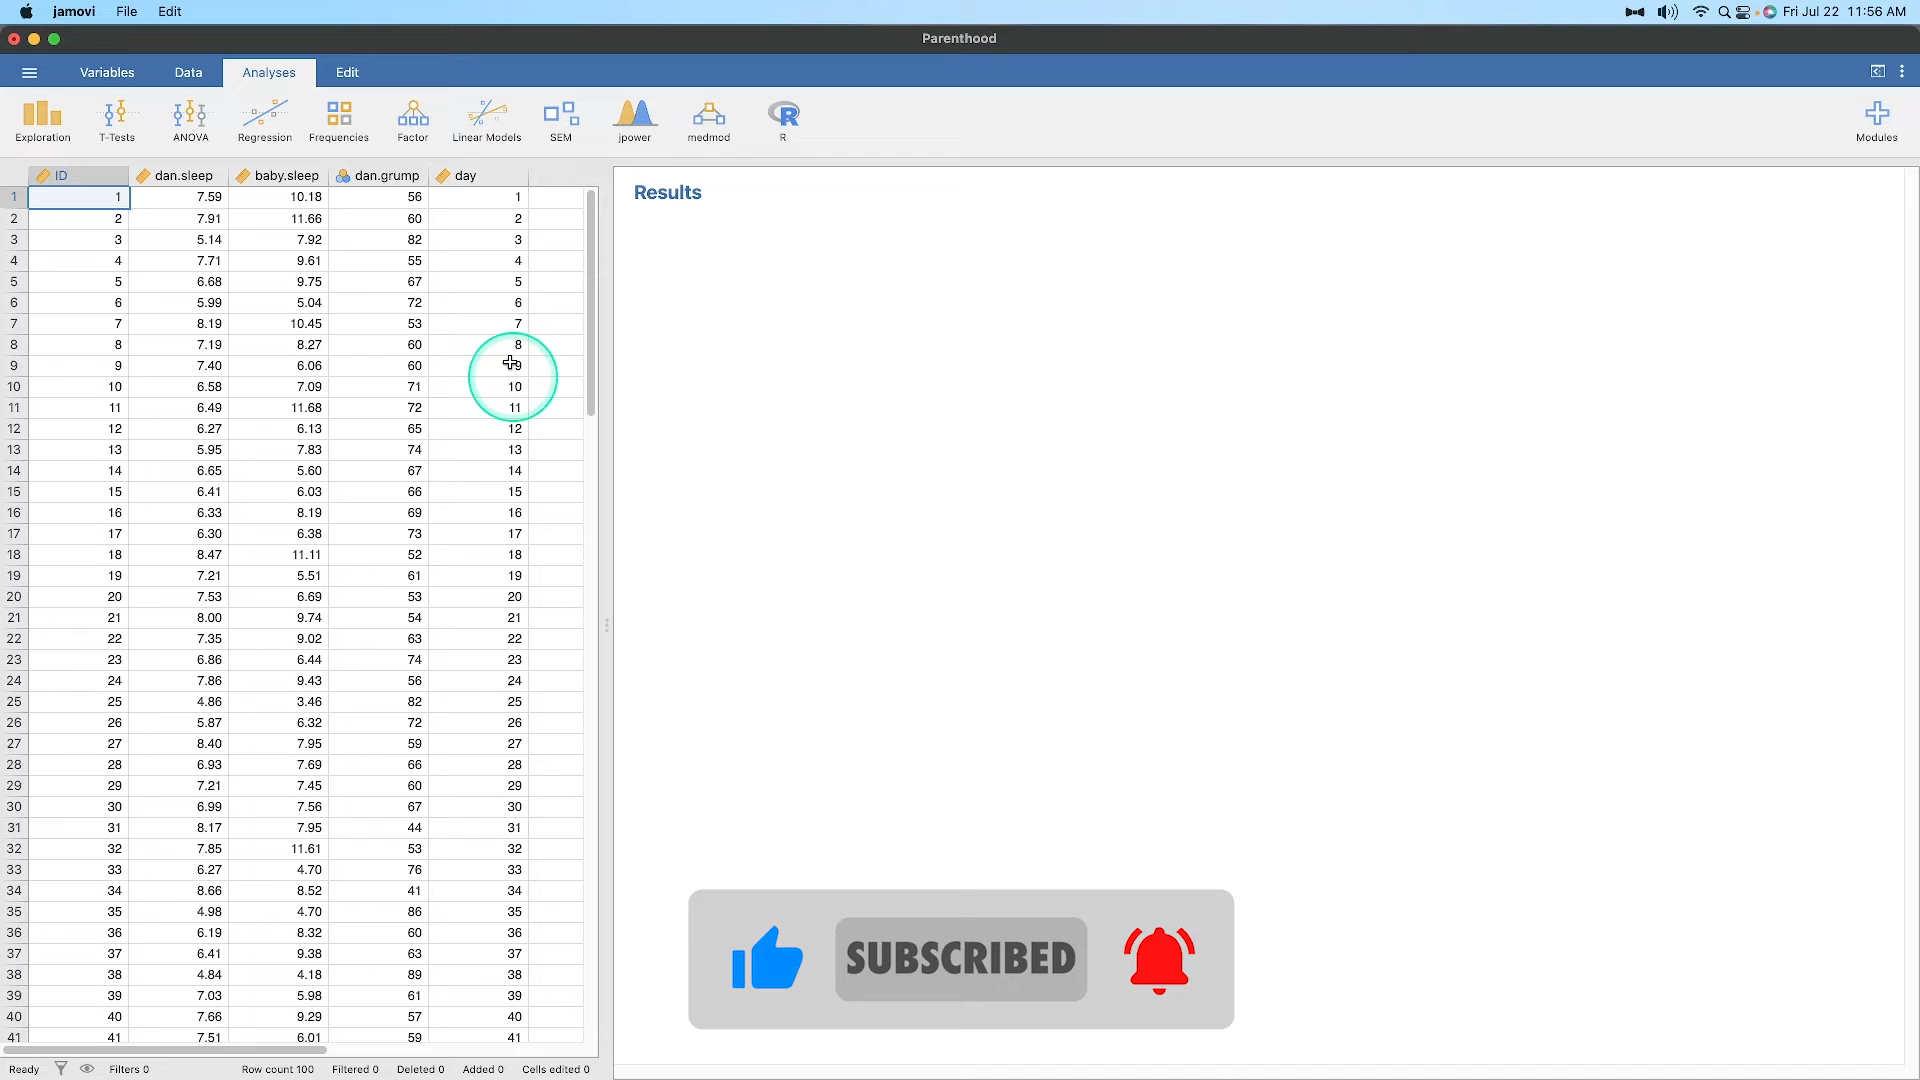 jamovi File Edit Fri Jul 22 11:56 AM
Parenthood
Variables Data Analyses Edit
Exploration T-Tests ANOVA Regression Frequencies Factor Linear Models SEM jpower medmod R Modules
ID dan.sleep baby.sleep dan.grump day
1 1 7.59 10.18 56 1
2 2 7.91 11.66 60 2
3 3 5.14 7.92 82 3
4 4 7.71 9.61 55 4
5 5 6.68 9.75 67 5
6 6 5.99 5.04 72 6
7 7 8.19 10.45 53 7
8 8 7.19 8.27 60 8
9 9 7.40 6.06 60 9
10 10 6.58 7.09 71 10
11 11 6.49 11.68 72 11
12 12 6.27 6.13 65 12
13 13 5.95 7.83 74 13
14 14 6.65 5.60 67 14
15 15 6.41 6.03 66 15
16 16 6.33 8.19 69 16
17 17 6.30 6.38 73 17
18 18 8.47 11.11 52 18
19 19 7.21 5.51 61 19
20 20 7.53 6.69 53 20
21 21 8.00 9.74 54 21
22 22 7.35 9.02 63 22
23 23 6.86 6.44 74 23
24 24 7.86 9.43 56 24
25 25 4.86 3.46 82 25
26 26 5.87 6.32 72 26
27 27 8.40 7.95 59 27
28 28 6.93 7.69 66 28
29 29 7.21 7.45 60 29
30 30 6.99 7.56 67 30
31 31 8.17 7.95 44 31
32 32 7.85 11.61 53 32
33 33 6.27 4.70 76 33
34 34 8.66 8.52 41 34
35 35 4.98 4.70 86 35
36 36 6.19 8.32 60 36
37 37 6.41 9.38 63 37
38 38 4.84 4.18 89 38
39 39 7.03 5.98 61 39
40 40 7.66 9.29 57 40
41 41 7.51 6.01 59 41
Ready Filters 0 Row count 100 Filtered 0 Deleted 0 Added 0 Cells edited 0
Results
SUBSCRIBED